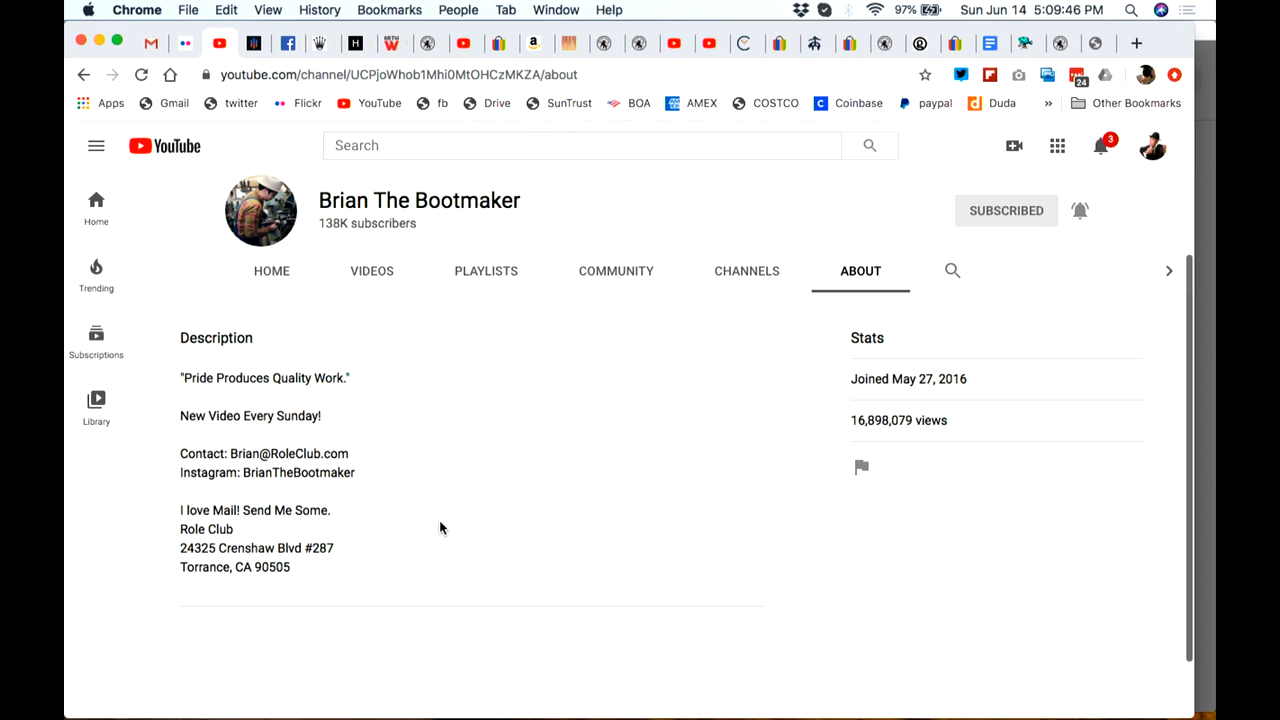 Chrome File Edit View History Bookmarks People Tab Window Help 97% Sun Jun 14 5:09:46 PM
youtube.com/channel/UCPjoWhob1Mhi0MtOHCzMKZA/about 24
Apps Gmail twitter Flickr YouTube fb Drive SunTrust BOA AMEX COSTCO Coinbase paypal Duda » Other Bookmarks
YouTube Search 3
Brian The Bootmaker
138K subscribers
SUBSCRIBED
Home
Trending
Subscriptions
Library
HOME VIDEOS PLAYLISTS COMMUNITY CHANNELS ABOUT
Description
"Pride Produces Quality Work."
New Video Every Sunday!
Contact: Brian@RoleClub.com
Instagram: BrianTheBootmaker
I love Mail! Send Me Some.
Role Club
24325 Crenshaw Blvd #287
Torrance, CA 90505
Stats
Joined May 27, 2016
16,898,079 views